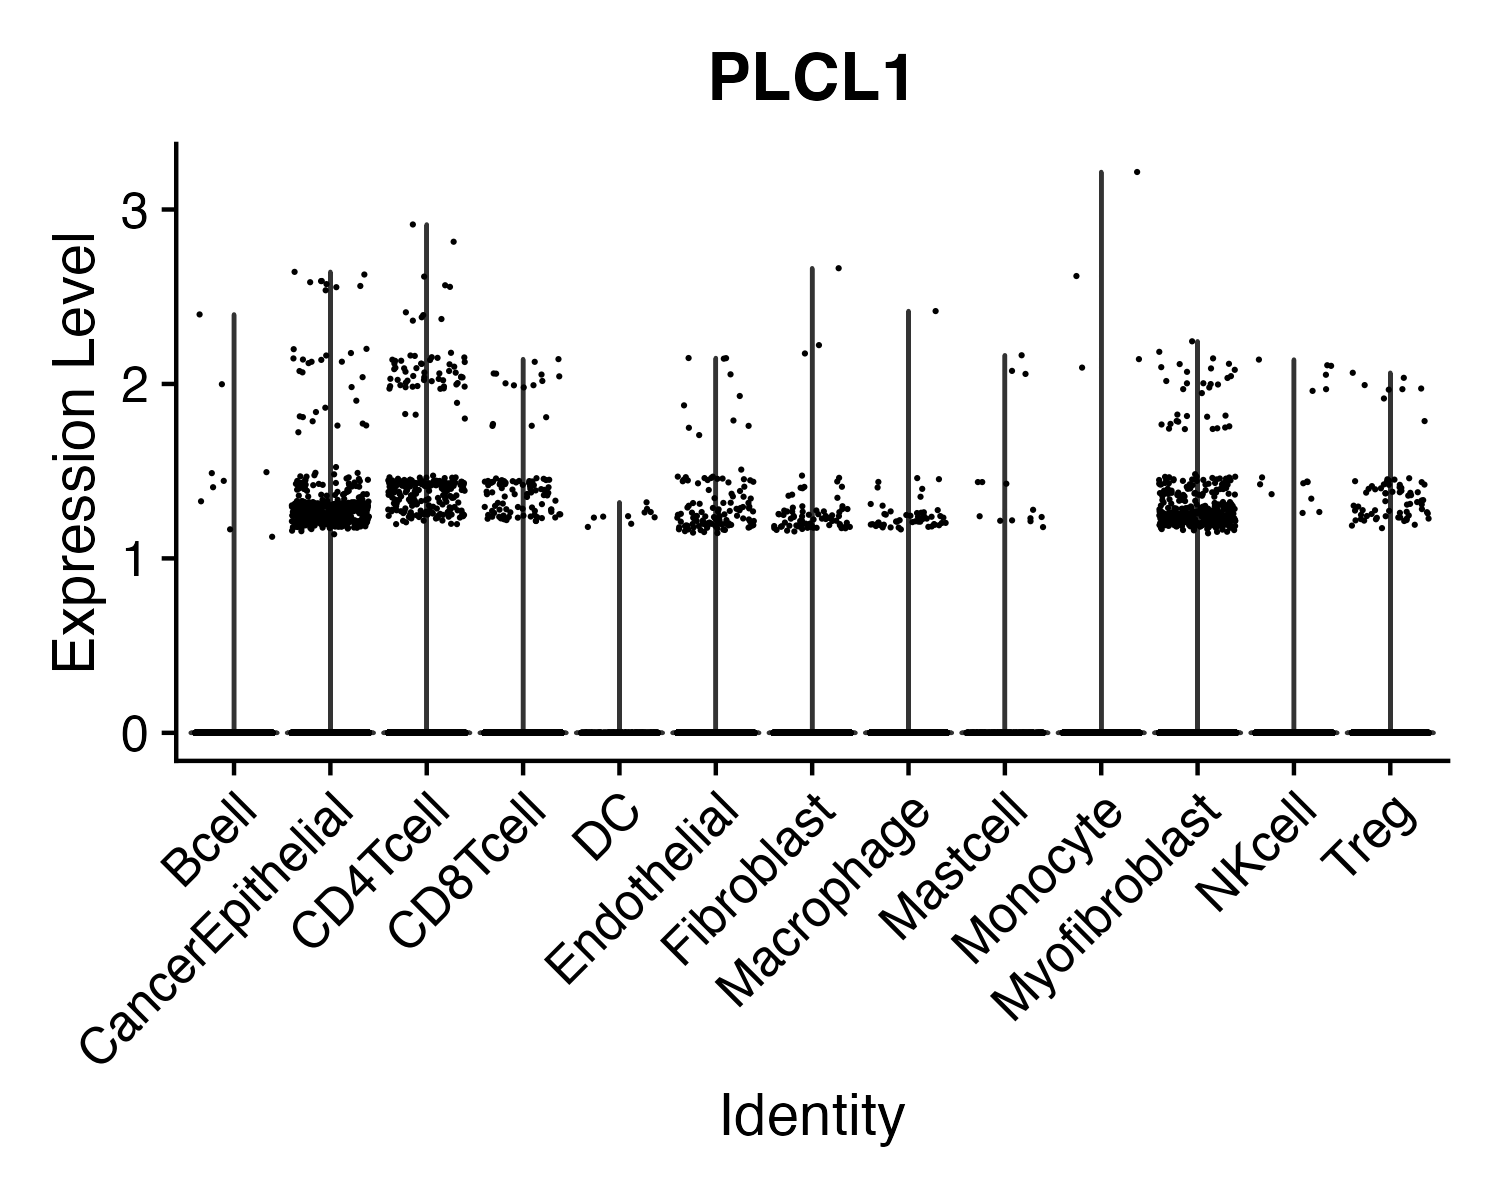 PLCL1
Expression Level
3
2
1
0
Bcell
CancerEpithelial
CD4Tcell
CD8Tcell
DC
Endothelial
Fibroblast
Macrophage
Mastcell
Monocyte
Myofibroblast
NKcell
Treg
Identity